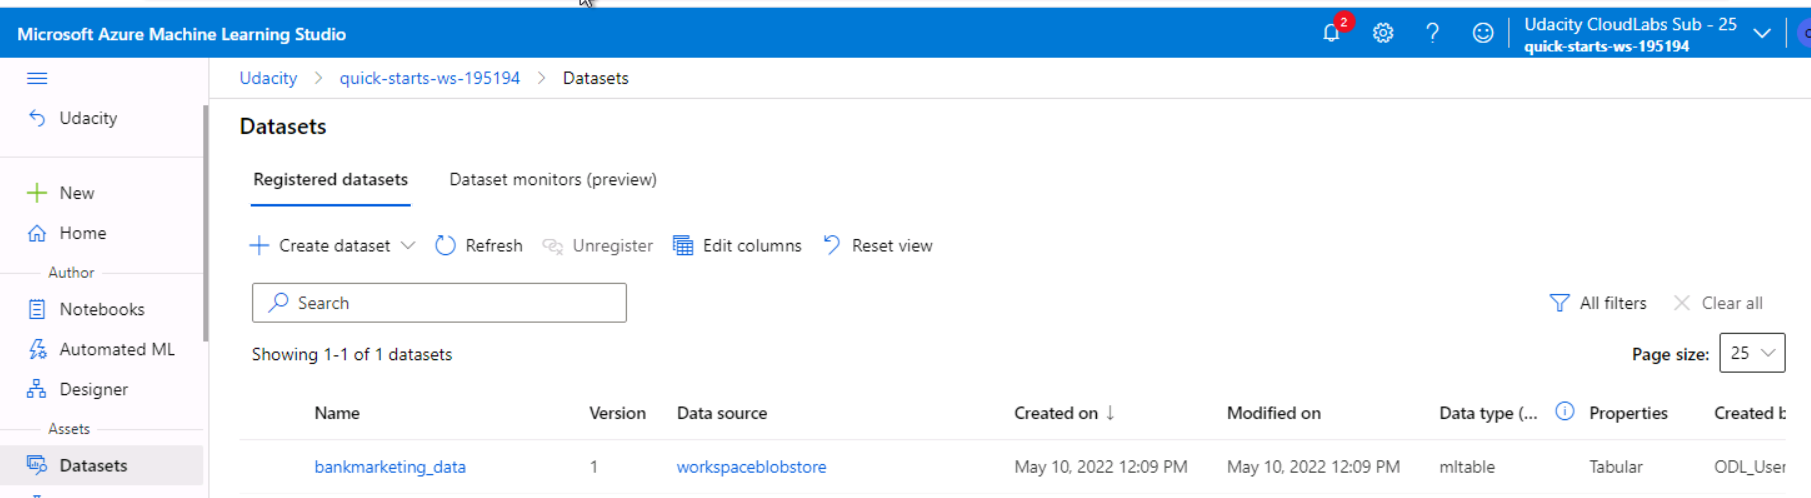 Microsoft Azure Machine Learning Studio
2
Udacity CloudLabs Sub - 25
quick-starts-ws-195194
Udacity > quick-starts-ws-195194 > Datasets
Udacity
New
Home
Author
Notebooks
Automated ML
Designer
Assets
Datasets
Datasets
Registered datasets Dataset monitors (preview)
Create dataset Refresh Unregister Edit columns Reset view
Search
All filters Clear all
Showing 1-1 of 1 datasets
Page size: 25
Name Version Data source Created on ↓ Modified on Data type (... Properties Created b
bankmarketing_data 1 workspaceblobstore May 10, 2022 12:09 PM May 10, 2022 12:09 PM mltable Tabular ODL_User